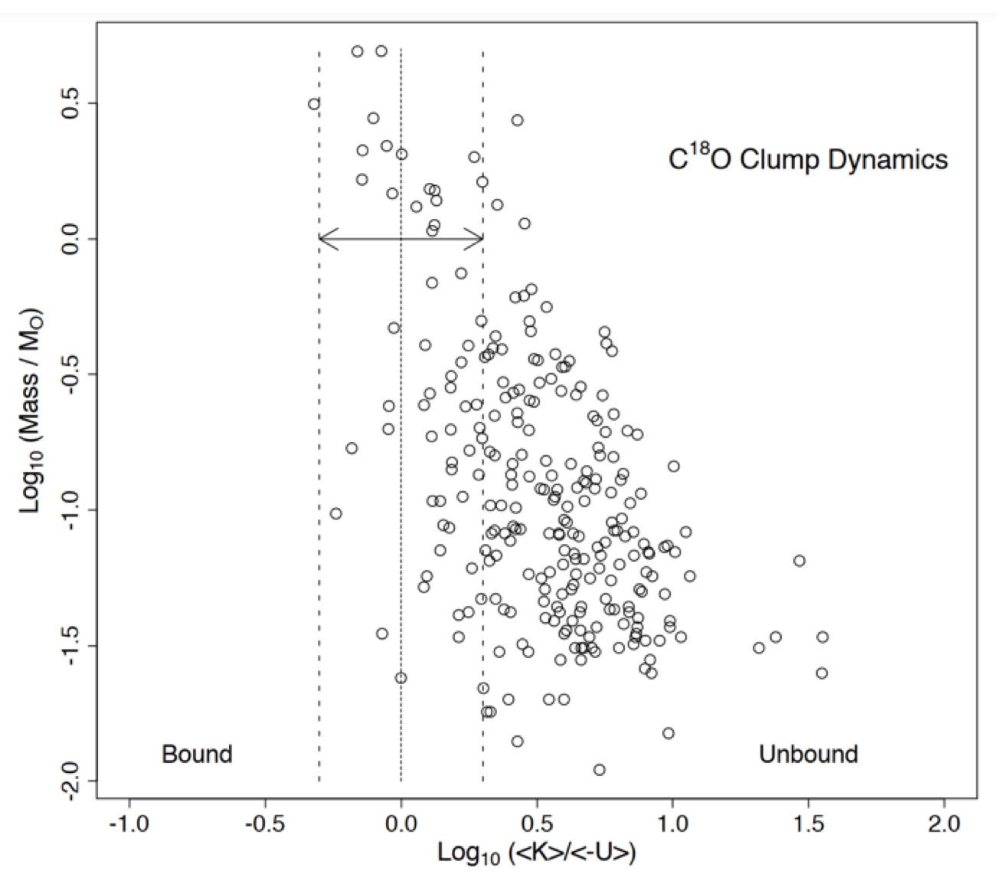 C¹⁸O Clump Dynamics
0.5
0.0
-0.5
-1.0
-1.5
-2.0
Log₁₀ (Mass / M_O)
Bound
Unbound
-1.0 -0.5 0.0 0.5 1.0 1.5 2.0
Log₁₀ (<K>/<-U>)